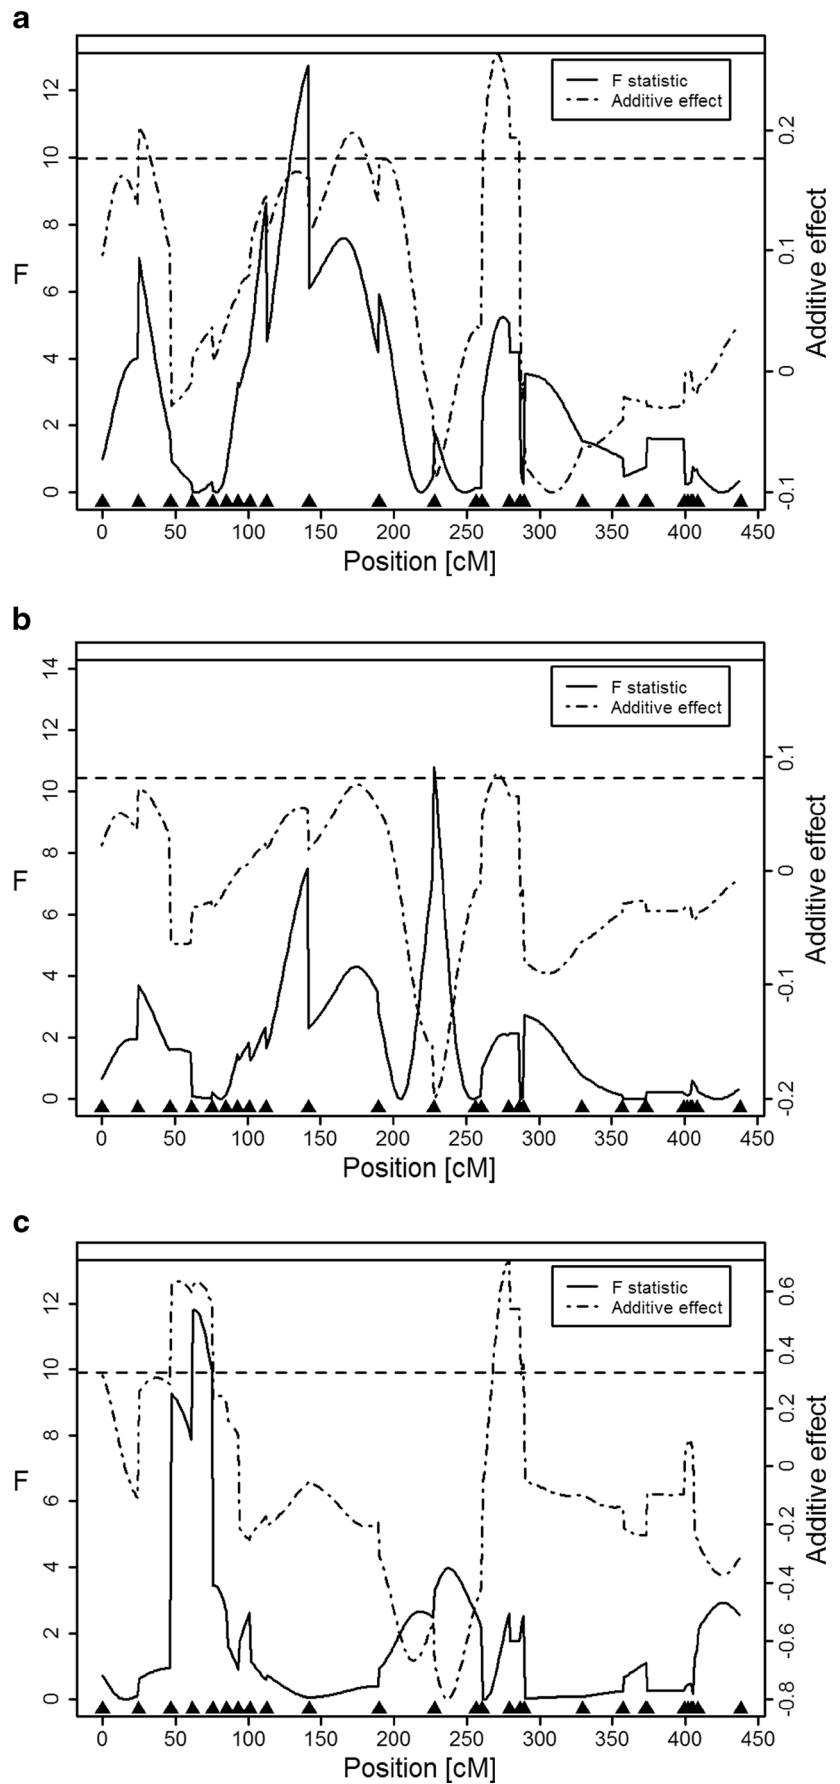 a
F statistic
Additive effect
12
10
8
6
4
2
0
F
0.2
0.1
0
-0.1
Additive effect
0 50 100 150 200 250 300 350 400 450
Position [cM]
b
F statistic
Additive effect
14
12
10
8
6
4
2
0
F
0.1
0
-0.1
-0.2
Additive effect
0 50 100 150 200 250 300 350 400 450
Position [cM]
c
F statistic
Additive effect
12
10
8
6
4
2
0
F
0.6
0.4
0.2
0
-0.2
-0.4
-0.6
-0.8
Additive effect
0 50 100 150 200 250 300 350 400 450
Position [cM]